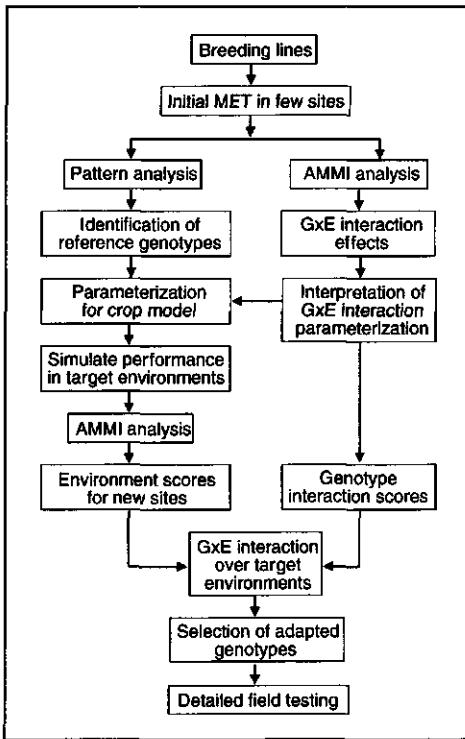 Breeding lines
Initial MET in few sites
Pattern analysis
AMMI analysis
Identification of
reference genotypes
GxE interaction
effects
Parameterization
for crop model
Interpretation of
GxE interaction
parameterization
Simulate performance
in target environments
AMMI analysis
Environment scores
for new sites
Genotype
interaction scores
GxE interaction
over target
environments
Selection of adapted
genotypes
Detailed field testing